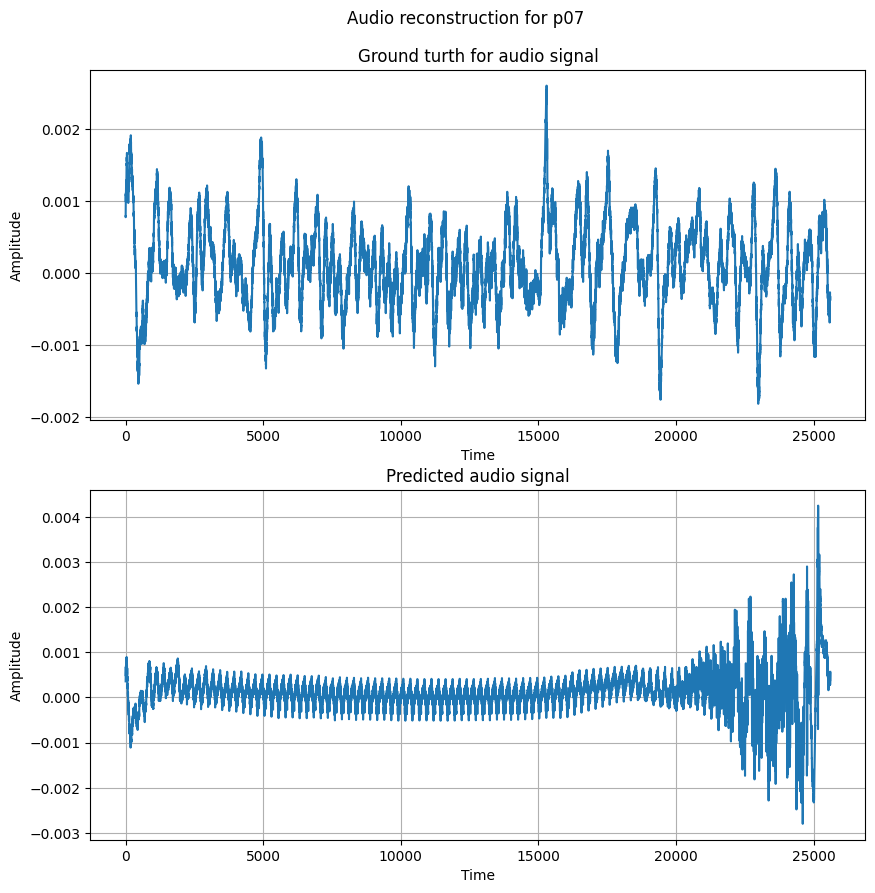 Audio reconstruction for p07
Ground turth for audio signal
0.002
0.001
0.000
−0.001
−0.002
Amplitude
0 5000 10000 15000 20000 25000
Time
Predicted audio signal
0.004
0.003
0.002
0.001
0.000
−0.001
−0.002
−0.003
Amplitude
0 5000 10000 15000 20000 25000
Time